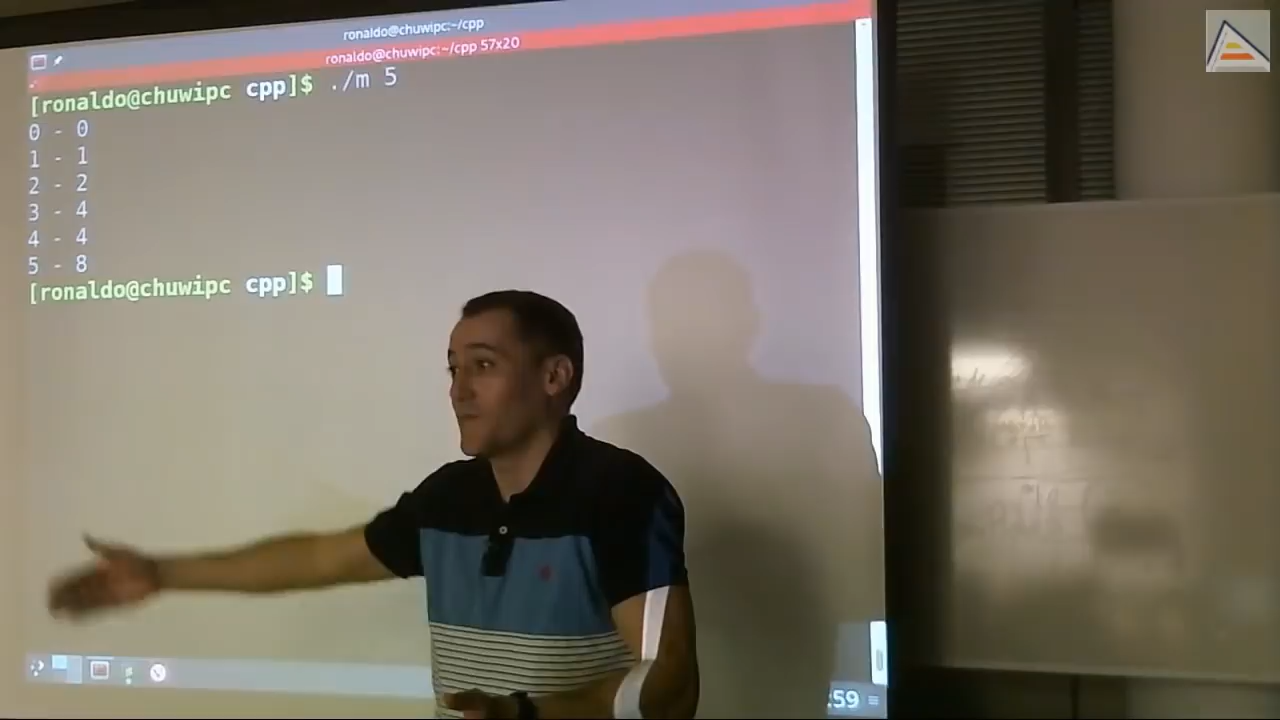 ronaldo@chuwipc:~/cpp
ronaldo@chuwipc:~/cpp 57x20
[ronaldo@chuwipc cpp]$ ./m 5
0 - 0
1 - 1
2 - 2
3 - 4
4 - 4
5 - 8
[ronaldo@chuwipc cpp]$
:59